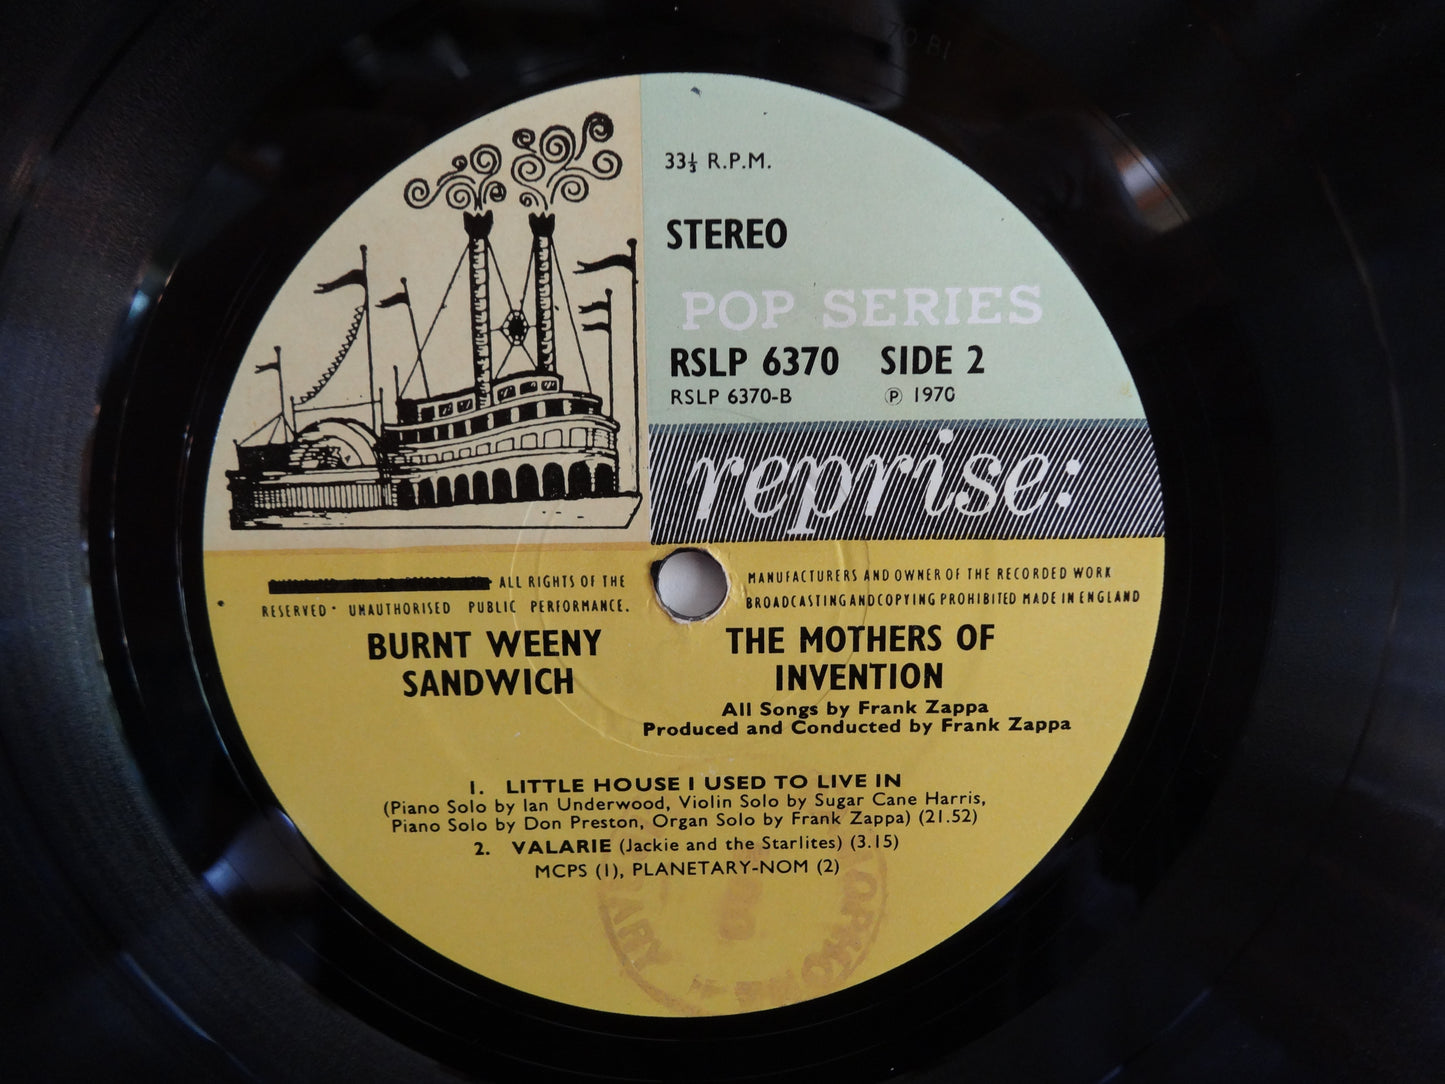 33⅓ R.P.M.
STEREO
POP SERIES
RSLP 6370 SIDE 2
RSLP 6370-B Ⓟ 1970
reprise:
ALL RIGHTS OF THE MANUFACTURERS AND OWNER OF THE RECORDED WORK
RESERVED · UNAUTHORISED PUBLIC PERFORMANCE. BROADCASTING AND COPYING PROHIBITED MADE IN ENGLAND
BURNT WEENY
SANDWICH
THE MOTHERS OF
INVENTION
All Songs by Frank Zappa
Produced and Conducted by Frank Zappa
1. LITTLE HOUSE I USED TO LIVE IN
(Piano Solo by Ian Underwood, Violin Solo by Sugar Cane Harris,
Piano Solo by Don Preston, Organ Solo by Frank Zappa) (21.52)
2. VALARIE (Jackie and the Starlites) (3.15)
MCPS (1), PLANETARY-NOM (2)